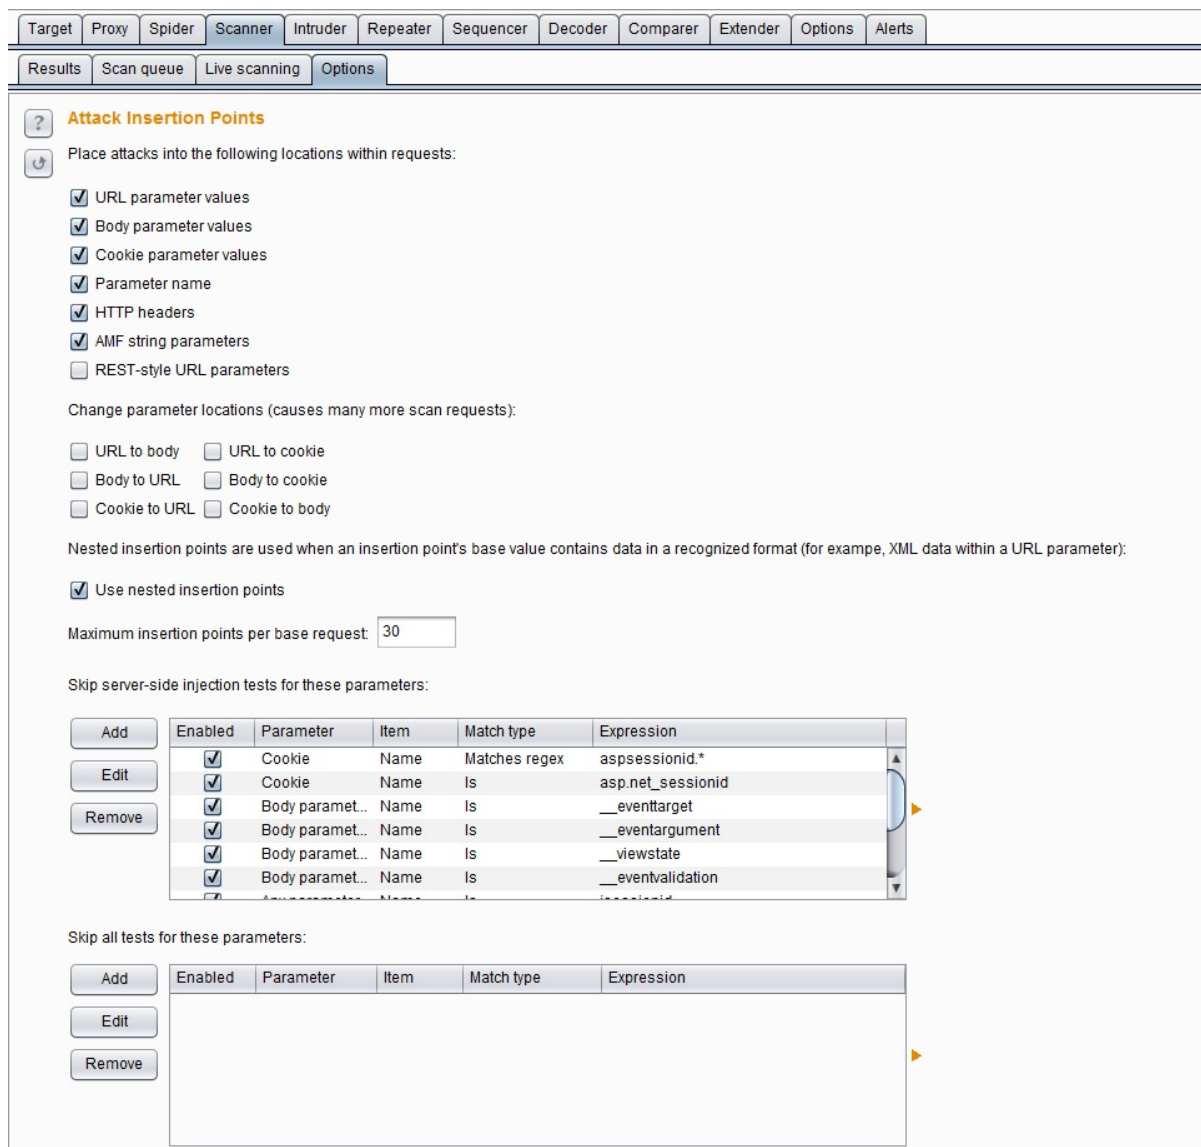 Target Proxy Spider Scanner Intruder Repeater Sequencer Decoder Comparer Extender Options Alerts
Results Scan queue Live scanning Options
? Attack Insertion Points
Place attacks into the following locations within requests:
URL parameter values
Body parameter values
Cookie parameter values
Parameter name
HTTP headers
AMF string parameters
REST-style URL parameters
Change parameter locations (causes many more scan requests):
URL to body URL to cookie
Body to URL Body to cookie
Cookie to URL Cookie to body
Nested insertion points are used when an insertion point's base value contains data in a recognized format (for exampe, XML data within a URL parameter):
Use nested insertion points
Maximum insertion points per base request: 30
Skip server-side injection tests for these parameters:
Add Enabled Parameter Item Match type Expression
Cookie Name Matches regex aspsessionid.*
Edit Cookie Name Is asp.net_sessionid
Body paramet... Name Is __eventtarget
Remove Body paramet... Name Is __eventargument
Body paramet... Name Is __viewstate
Body paramet... Name Is __eventvalidation
Skip all tests for these parameters:
Add Enabled Parameter Item Match type Expression
Edit
Remove